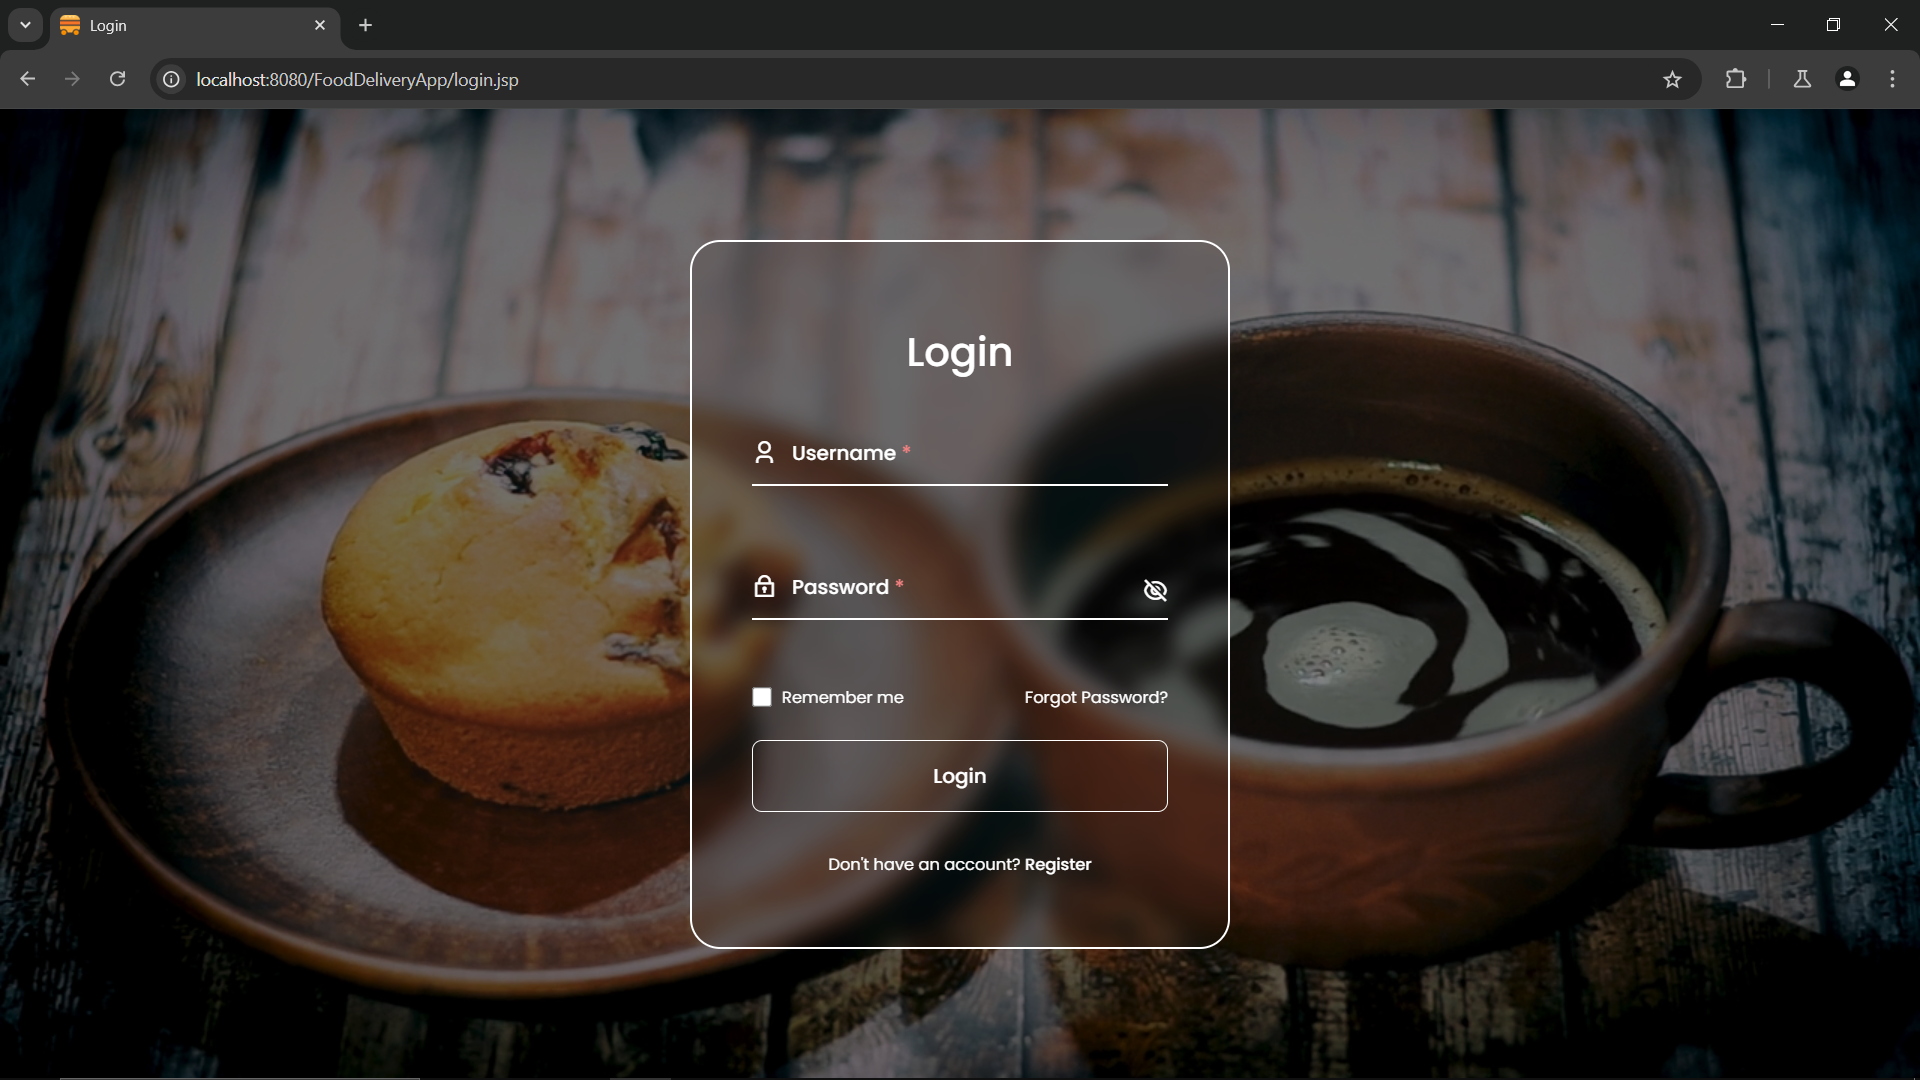 Login
localhost:8080/FoodDeliveryApp/login.jsp
Login
Username *
Password *
Remember me Forgot Password?
Login
Don't have an account? Register